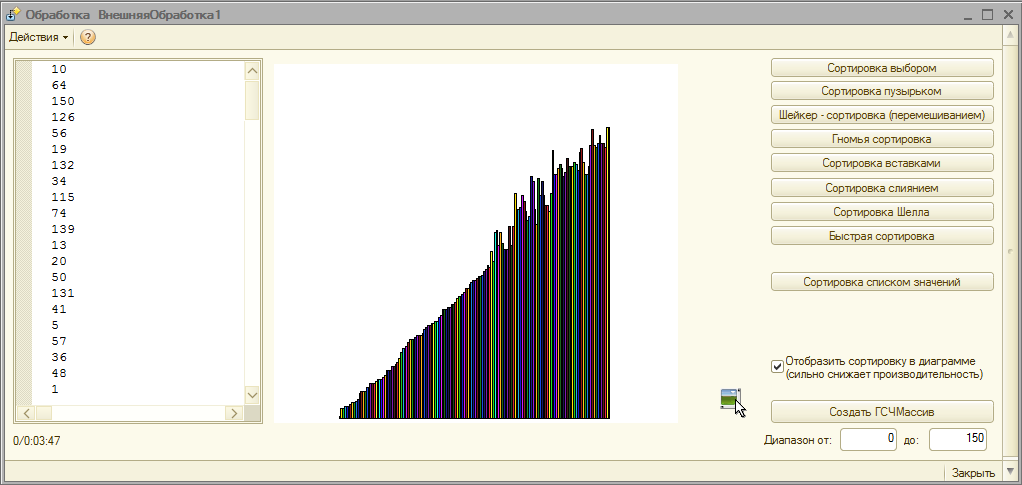 Обработка ВнешняяОбработка1
Действия
?
10
64
150
126
56
19
132
34
115
74
139
13
20
50
131
41
5
57
36
48
1
0/0:03:47
Сортировка выбором
Сортировка пузырьком
Шейкер - сортировка (перемешиванием)
Гномья сортировка
Сортировка вставками
Сортировка слиянием
Сортировка Шелла
Быстрая сортировка
Сортировка списком значений
Отобразить сортировку в диаграмме
(сильно снижает производительность)
Создать ГСЧМассив
Диапазон от: 0 до: 150
Закрыть